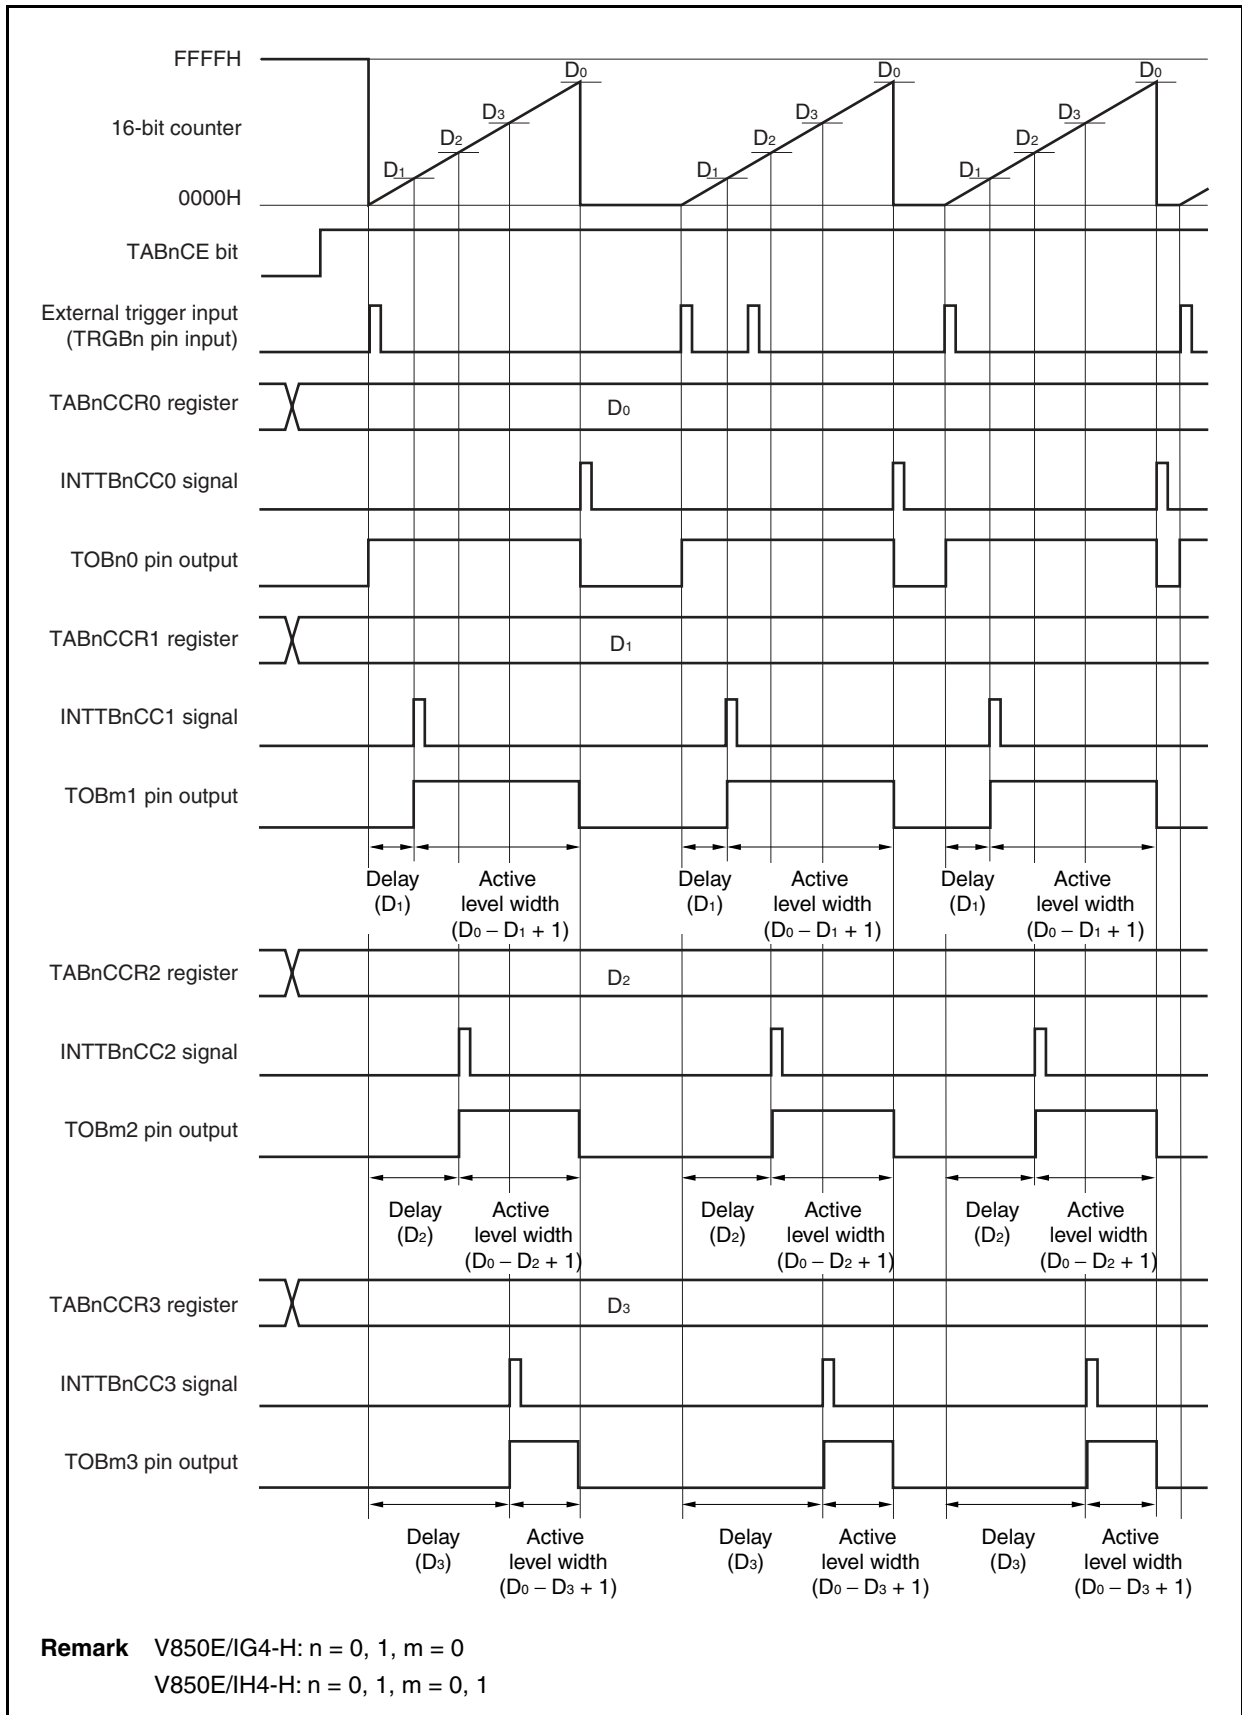 FFFFH
D0 D0 D0
D3 D3 D3
16-bit counter
D2 D2 D2
D1 D1 D1
0000H
TABnCE bit
External trigger input
(TRGBn pin input)
TABnCCR0 register
D0
INTTBnCC0 signal
TOBn0 pin output
TABnCCR1 register
D1
INTTBnCC1 signal
TOBm1 pin output
Delay Active Delay Active Delay Active
(D1) level width (D1) level width (D1) level width
(D0 – D1 + 1) (D0 – D1 + 1) (D0 – D1 + 1)
TABnCCR2 register
D2
INTTBnCC2 signal
TOBm2 pin output
Delay Active Delay Active Delay Active
(D2) level width (D2) level width (D2) level width
(D0 – D2 + 1) (D0 – D2 + 1) (D0 – D2 + 1)
TABnCCR3 register
D3
INTTBnCC3 signal
TOBm3 pin output
Delay Active Delay Active Delay Active
(D3) level width (D3) level width (D3) level width
(D0 – D3 + 1) (D0 – D3 + 1) (D0 – D3 + 1)
Remark V850E/IG4-H: n = 0, 1, m = 0
V850E/IH4-H: n = 0, 1, m = 0, 1